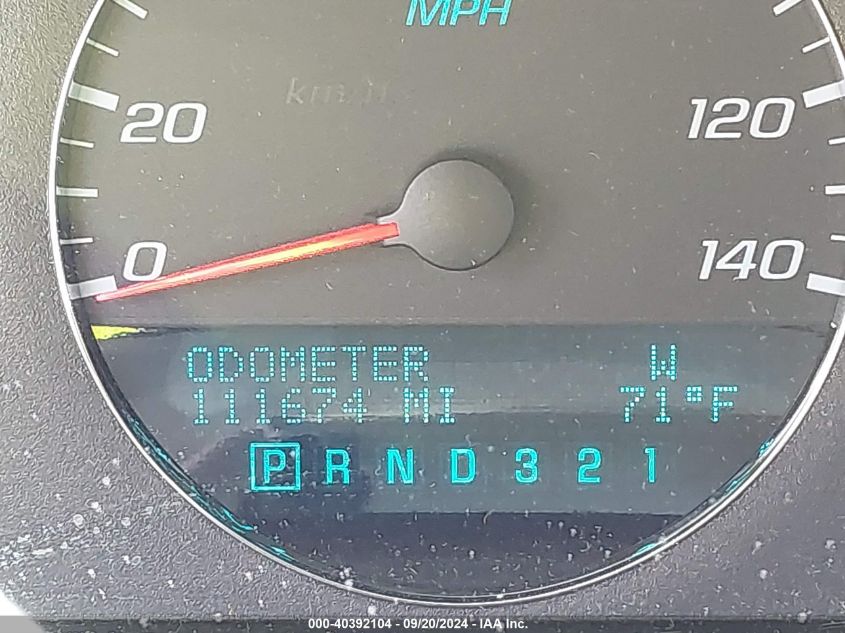 MPH
km/h
20
120
0
140
ODOMETER W
111674 MI 71°F
P R N D 3 2 1
000-40392104 - 09/20/2024 - IAA Inc.